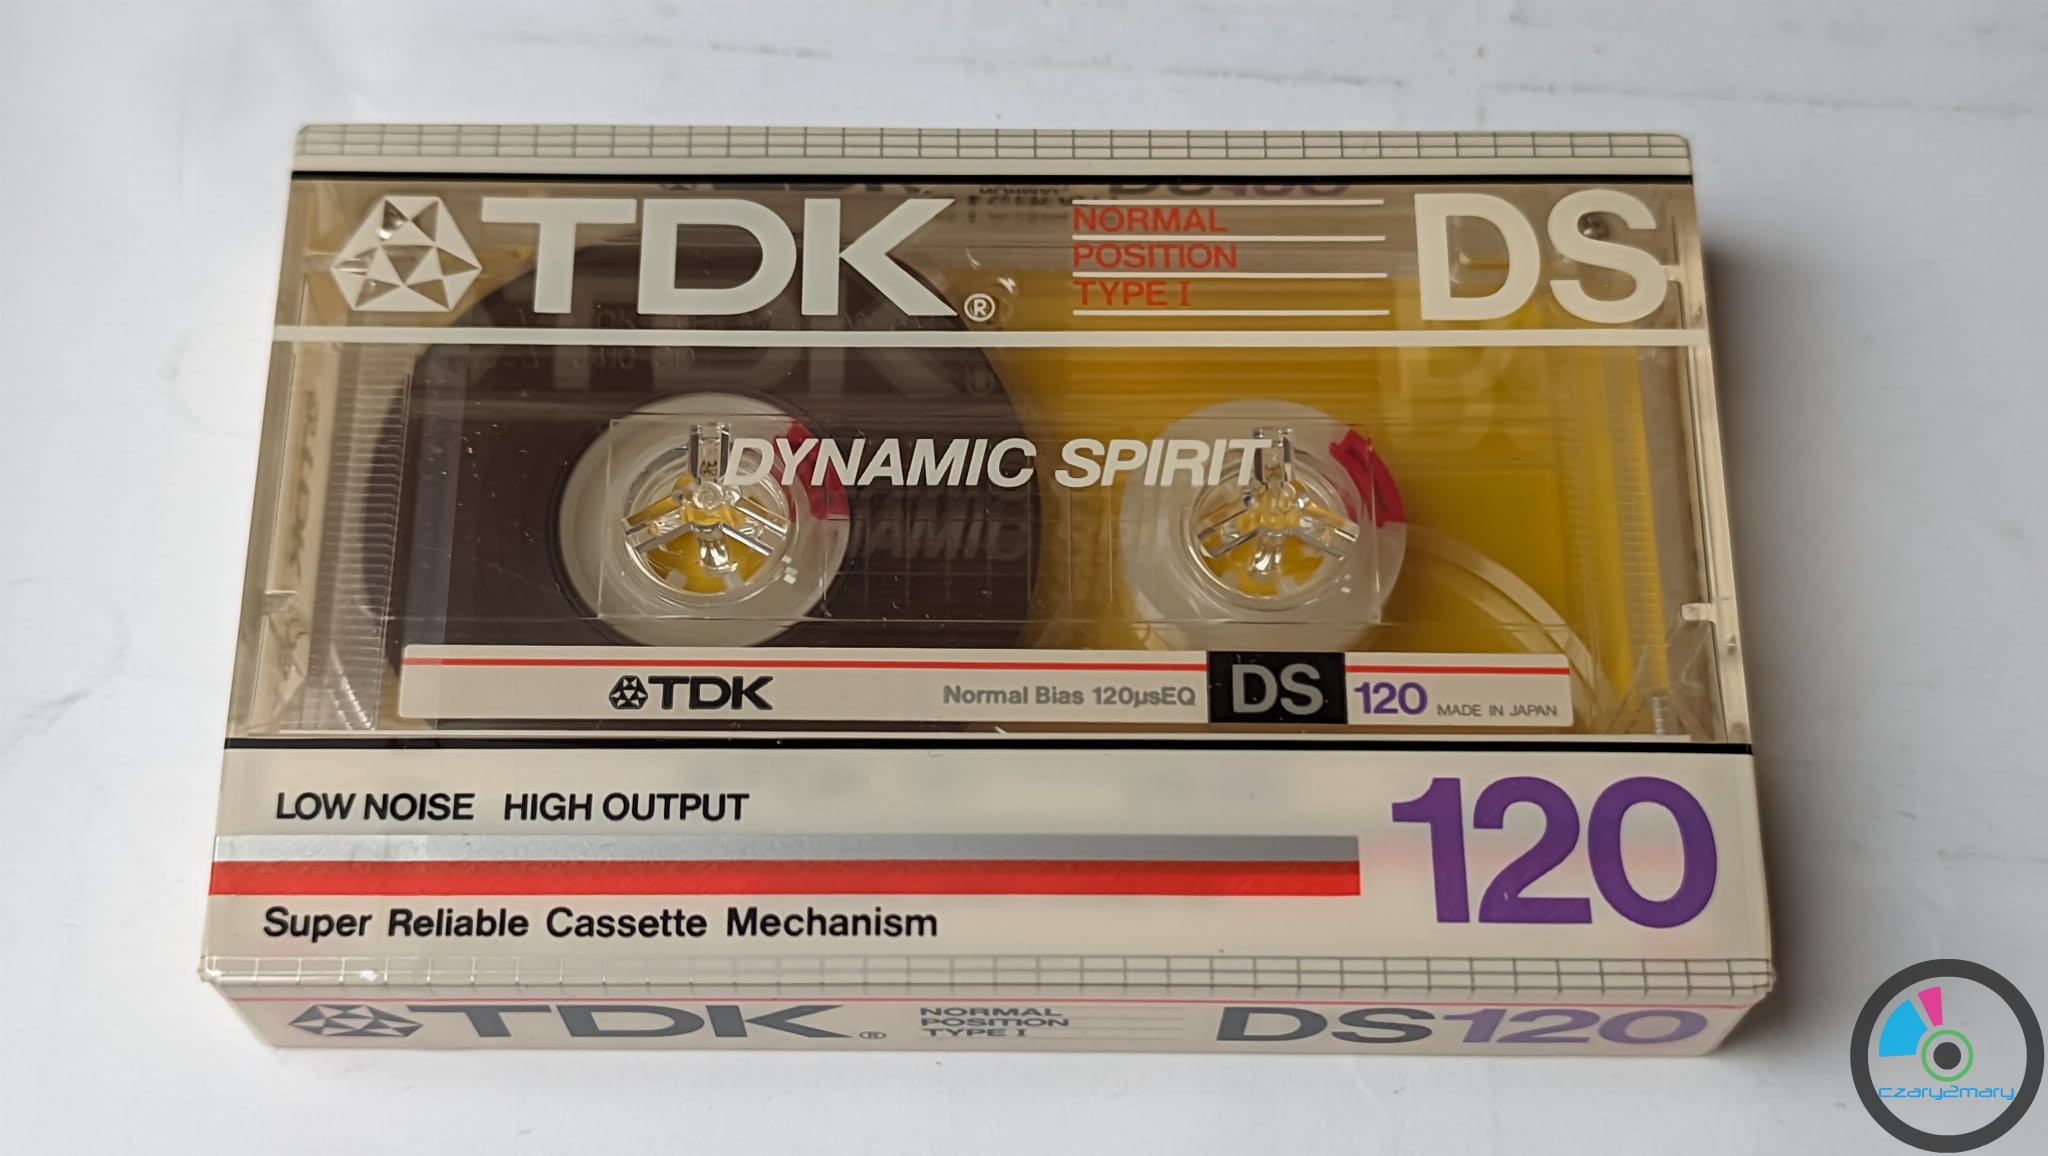 TDK® NORMAL POSITION TYPE I DS
DYNAMIC SPIRIT
TDK Normal Bias 120µsEQ DS 120 MADE IN JAPAN
LOW NOISE HIGH OUTPUT
120
Super Reliable Cassette Mechanism
TDK® NORMAL POSITION TYPE I DS120
czary2mary